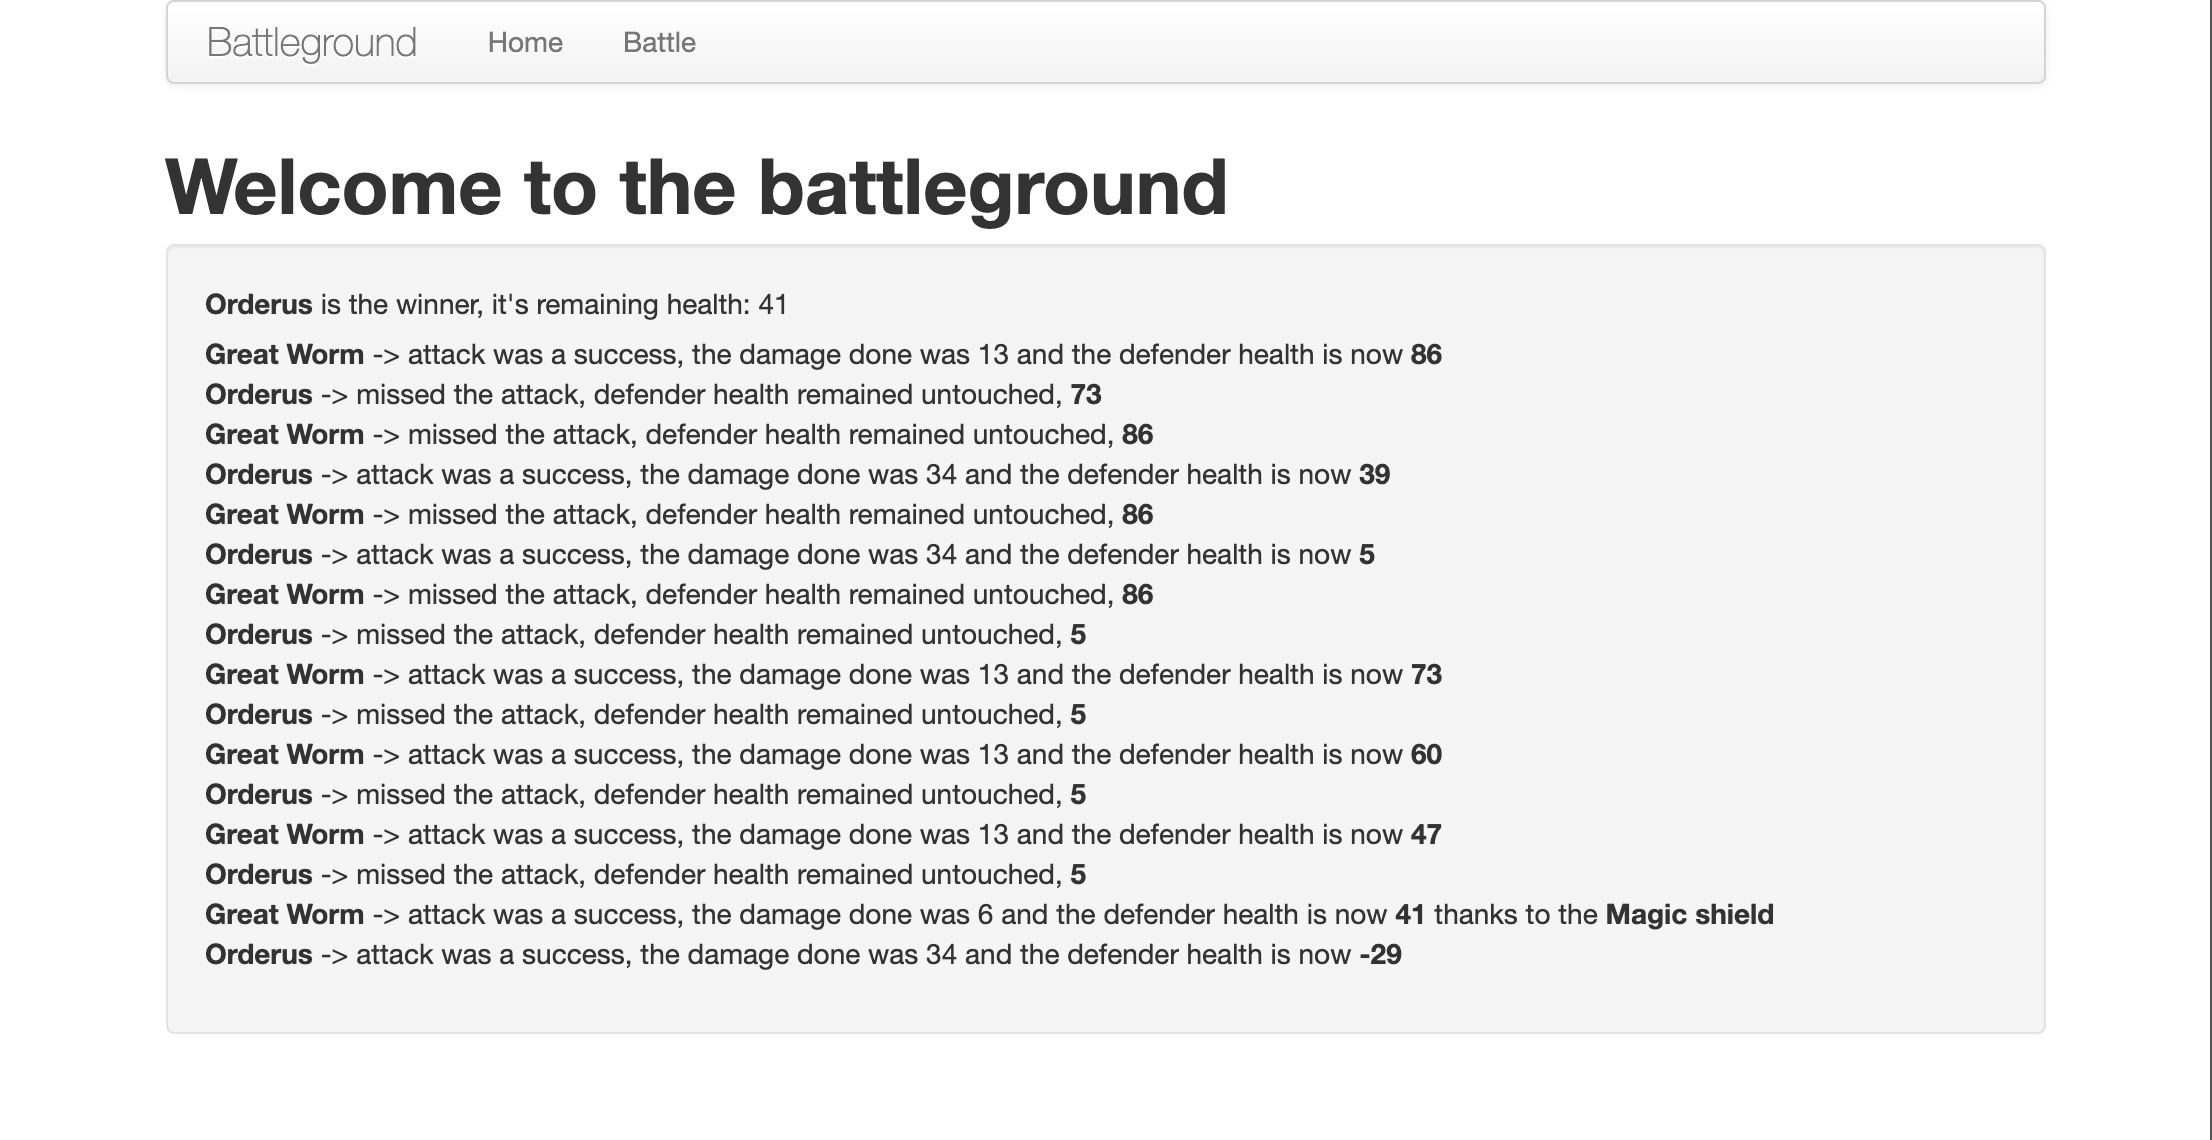 Battleground Home Battle
Welcome to the battleground
Orderus is the winner, it's remaining health: 41
Great Worm -> attack was a success, the damage done was 13 and the defender health is now 86
Orderus -> missed the attack, defender health remained untouched, 73
Great Worm -> missed the attack, defender health remained untouched, 86
Orderus -> attack was a success, the damage done was 34 and the defender health is now 39
Great Worm -> missed the attack, defender health remained untouched, 86
Orderus -> attack was a success, the damage done was 34 and the defender health is now 5
Great Worm -> missed the attack, defender health remained untouched, 86
Orderus -> missed the attack, defender health remained untouched, 5
Great Worm -> attack was a success, the damage done was 13 and the defender health is now 73
Orderus -> missed the attack, defender health remained untouched, 5
Great Worm -> attack was a success, the damage done was 13 and the defender health is now 60
Orderus -> missed the attack, defender health remained untouched, 5
Great Worm -> attack was a success, the damage done was 13 and the defender health is now 47
Orderus -> missed the attack, defender health remained untouched, 5
Great Worm -> attack was a success, the damage done was 6 and the defender health is now 41 thanks to the Magic shield
Orderus -> attack was a success, the damage done was 34 and the defender health is now -29